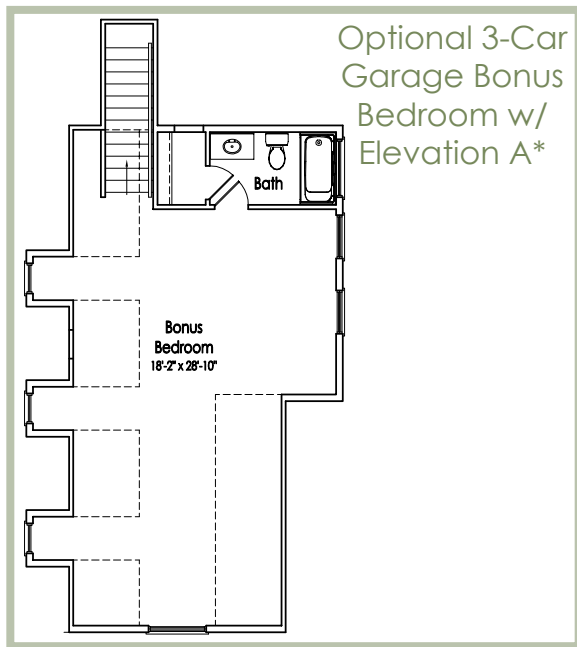 Optional 3-Car
Garage Bonus
Bedroom w/
Elevation A*
Bath
Bonus
Bedroom
18'-2" x 28'-10"